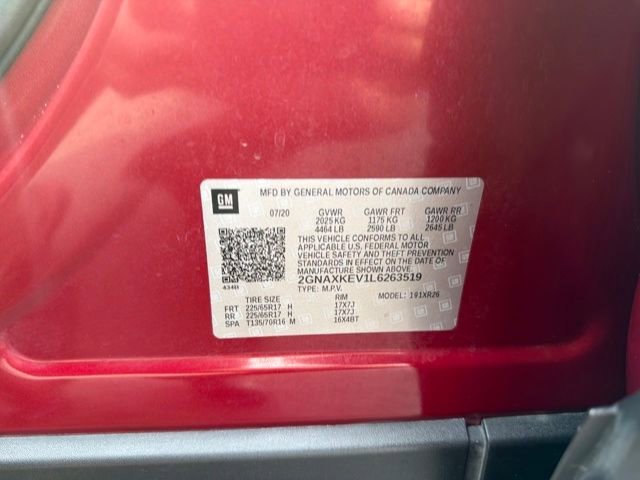 GM
MFD BY GENERAL MOTORS OF CANADA COMPANY
07/20 GVWR GAWR FRT GAWR RR
2025 KG 1175 KG 1200 KG
4464 LB 2590 LB 2645 LB
THIS VEHICLE CONFORMS TO ALL
APPLICABLE U.S. FEDERAL MOTOR
VEHICLE SAFETY AND THEFT PREVENTION
STANDARDS IN EFFECT ON THE DATE OF
MANUFACTURE SHOWN ABOVE.
2GNAXKEV1L6263519
TYPE: M.P.V. MODEL: 1 91XR26
TIRE SIZE RIM
FRT 225/65R17 H 17X7J
RR 225/65R17 H 17X7J
SPA T135/70R16 M 16X4BT